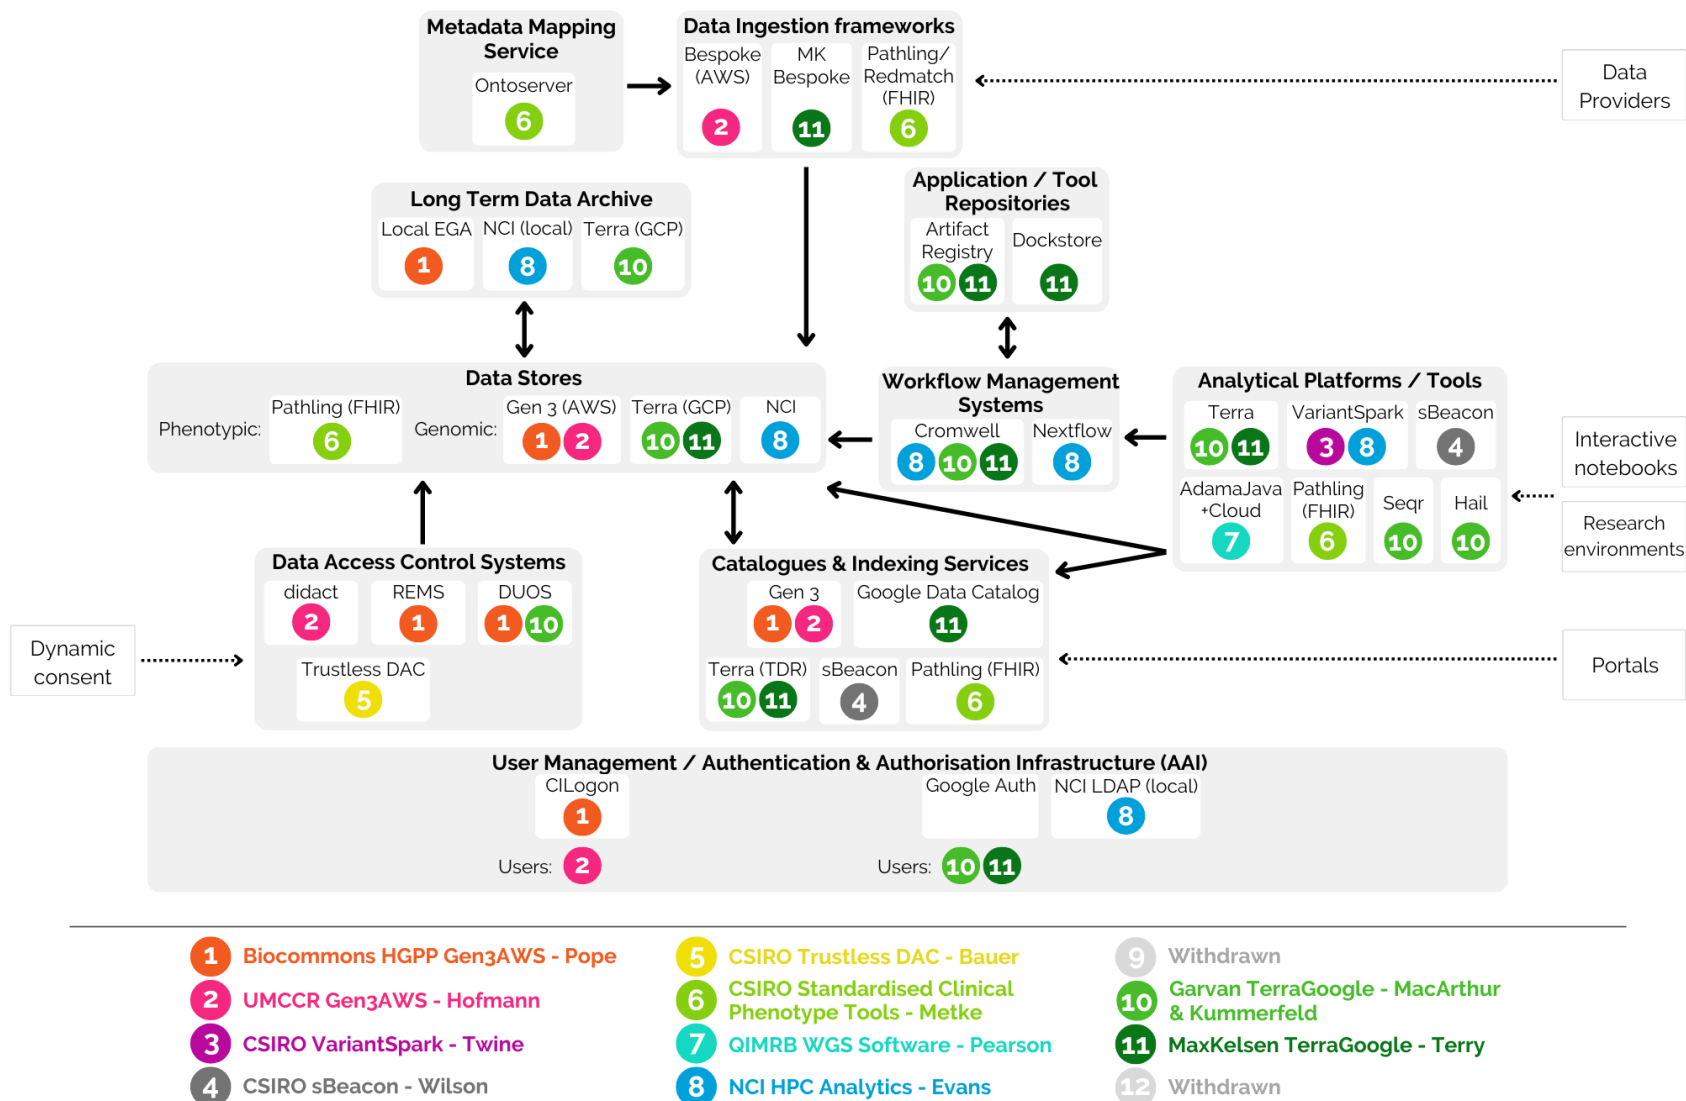 Metadata Mapping
Service
Ontoserver
6
Data Ingestion frameworks
Bespoke
(AWS)
2
MK
Bespoke
11
Pathling/
Redmatch
(FHIR)
6
Data
Providers
Long Term Data Archive
Local EGA
1
NCI (local)
8
Terra (GCP)
10
Application / Tool
Repositories
Artifact
Registry
10 11
Dockstore
11
Data Stores
Phenotypic:
Pathling (FHIR)
6
Genomic:
Gen 3 (AWS)
1 2
Terra (GCP)
10 11
NCI
8
Workflow Management
Systems
Cromwell
8 10 11
Nextflow
8
Analytical Platforms / Tools
Terra
10 11
VariantSpark
3 8
sBeacon
4
AdamaJava
+Cloud
7
Pathling
(FHIR)
6
Seqr
10
Hail
10
Interactive
notebooks
Research
environments
Data Access Control Systems
didact
2
REMS
1
DUOS
1 10
Trustless DAC
5
Dynamic
consent
Catalogues & Indexing Services
Gen 3
1 2
Google Data Catalog
11
Terra (TDR)
10 11
sBeacon
4
Pathling (FHIR)
6
Portals
User Management / Authentication & Authorisation Infrastructure (AAI)
CILogon
1
Users: 2
Google Auth
Users: 10 11
NCI LDAP (local)
8
1 Biocommons HGPP Gen3AWS - Pope
2 UMCCR Gen3AWS - Hofmann
3 CSIRO VariantSpark - Twine
4 CSIRO sBeacon - Wilson
5 CSIRO Trustless DAC - Bauer
6 CSIRO Standardised Clinical
Phenotype Tools - Metke
7 QIMRB WGS Software - Pearson
8 NCI HPC Analytics - Evans
9 Withdrawn
10 Garvan TerraGoogle - MacArthur
& Kummerfeld
11 MaxKelsen TerraGoogle - Terry
12 Withdrawn